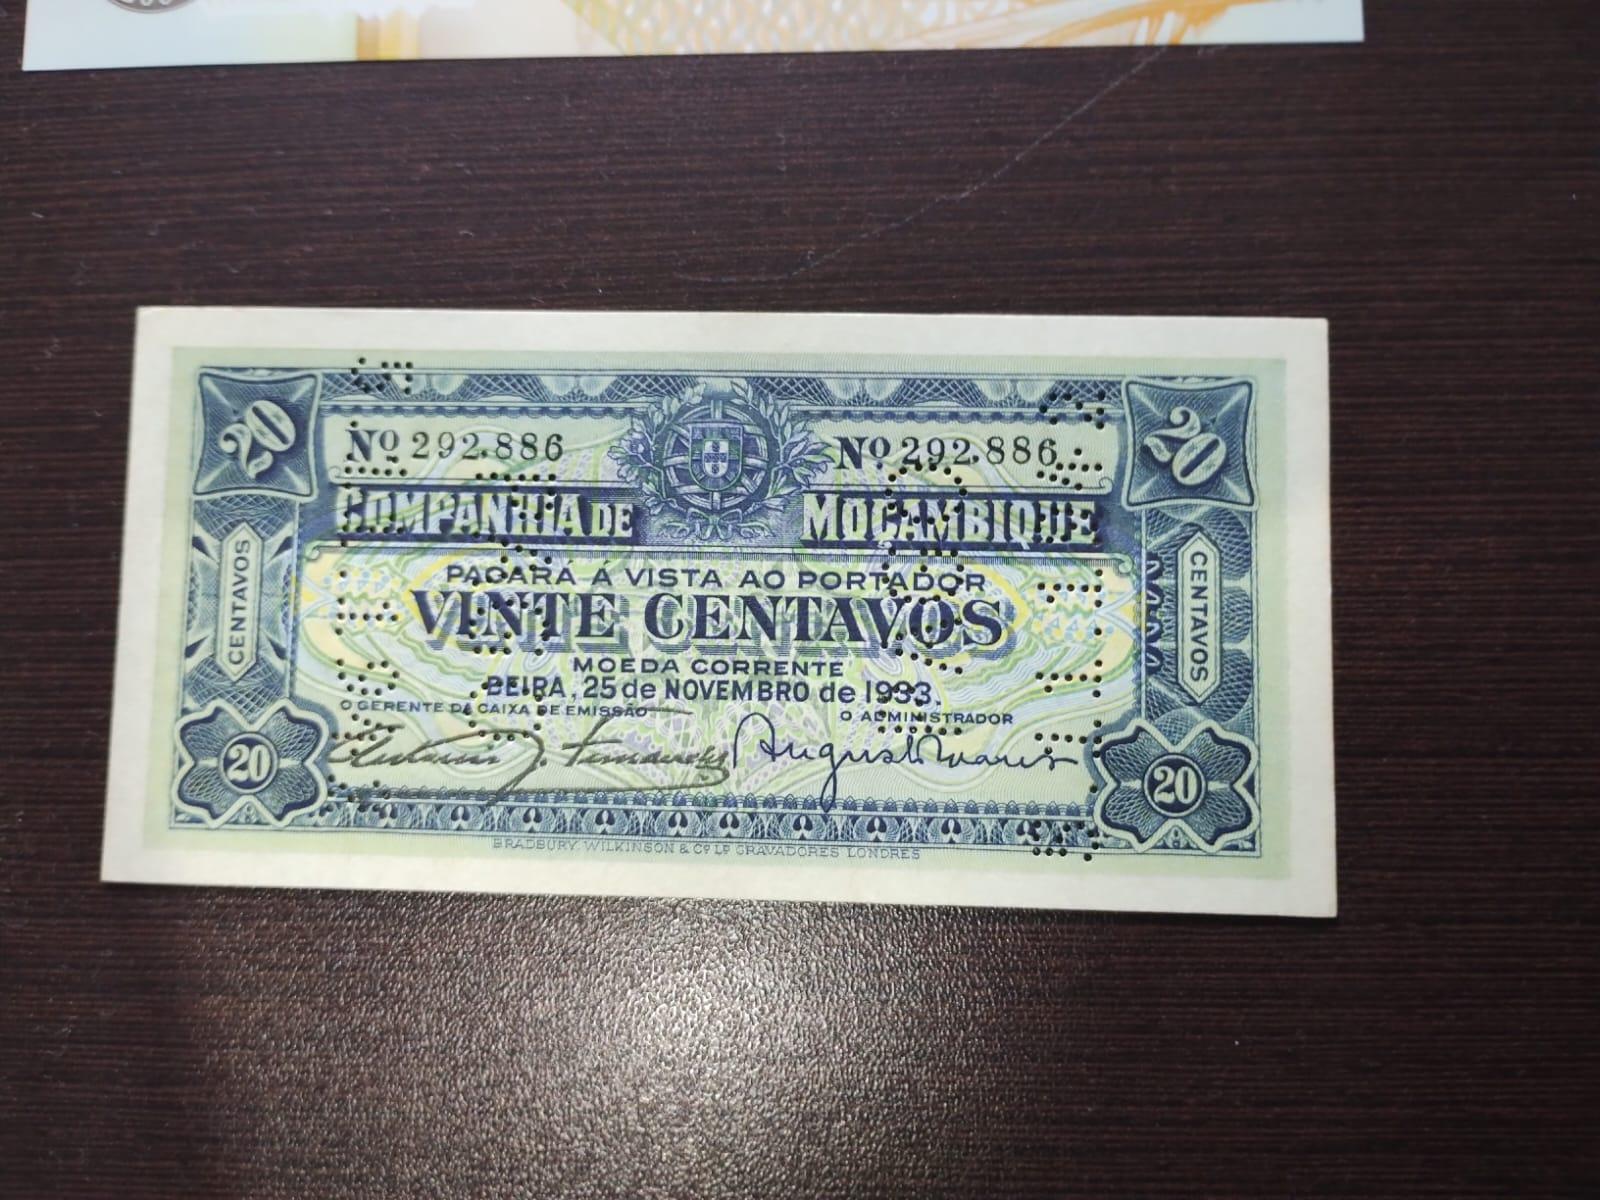 20 20
Nº 292.886 Nº 292.886
COMPANHIA DE MOÇAMBIQUE
PAGARÁ Á VISTA AO PORTADOR
VINTE CENTAVOS
CENTAVOS CENTAVOS
MOEDA CORRENTE
BEIRA, 25 de NOVEMBRO de 1933.
O GERENTE DA CAIXA DE EMISSÃO O ADMINISTRADOR
20 20
BRADBURY, WILKINSON & Cº Lᴰ GRAVADORES LONDRES